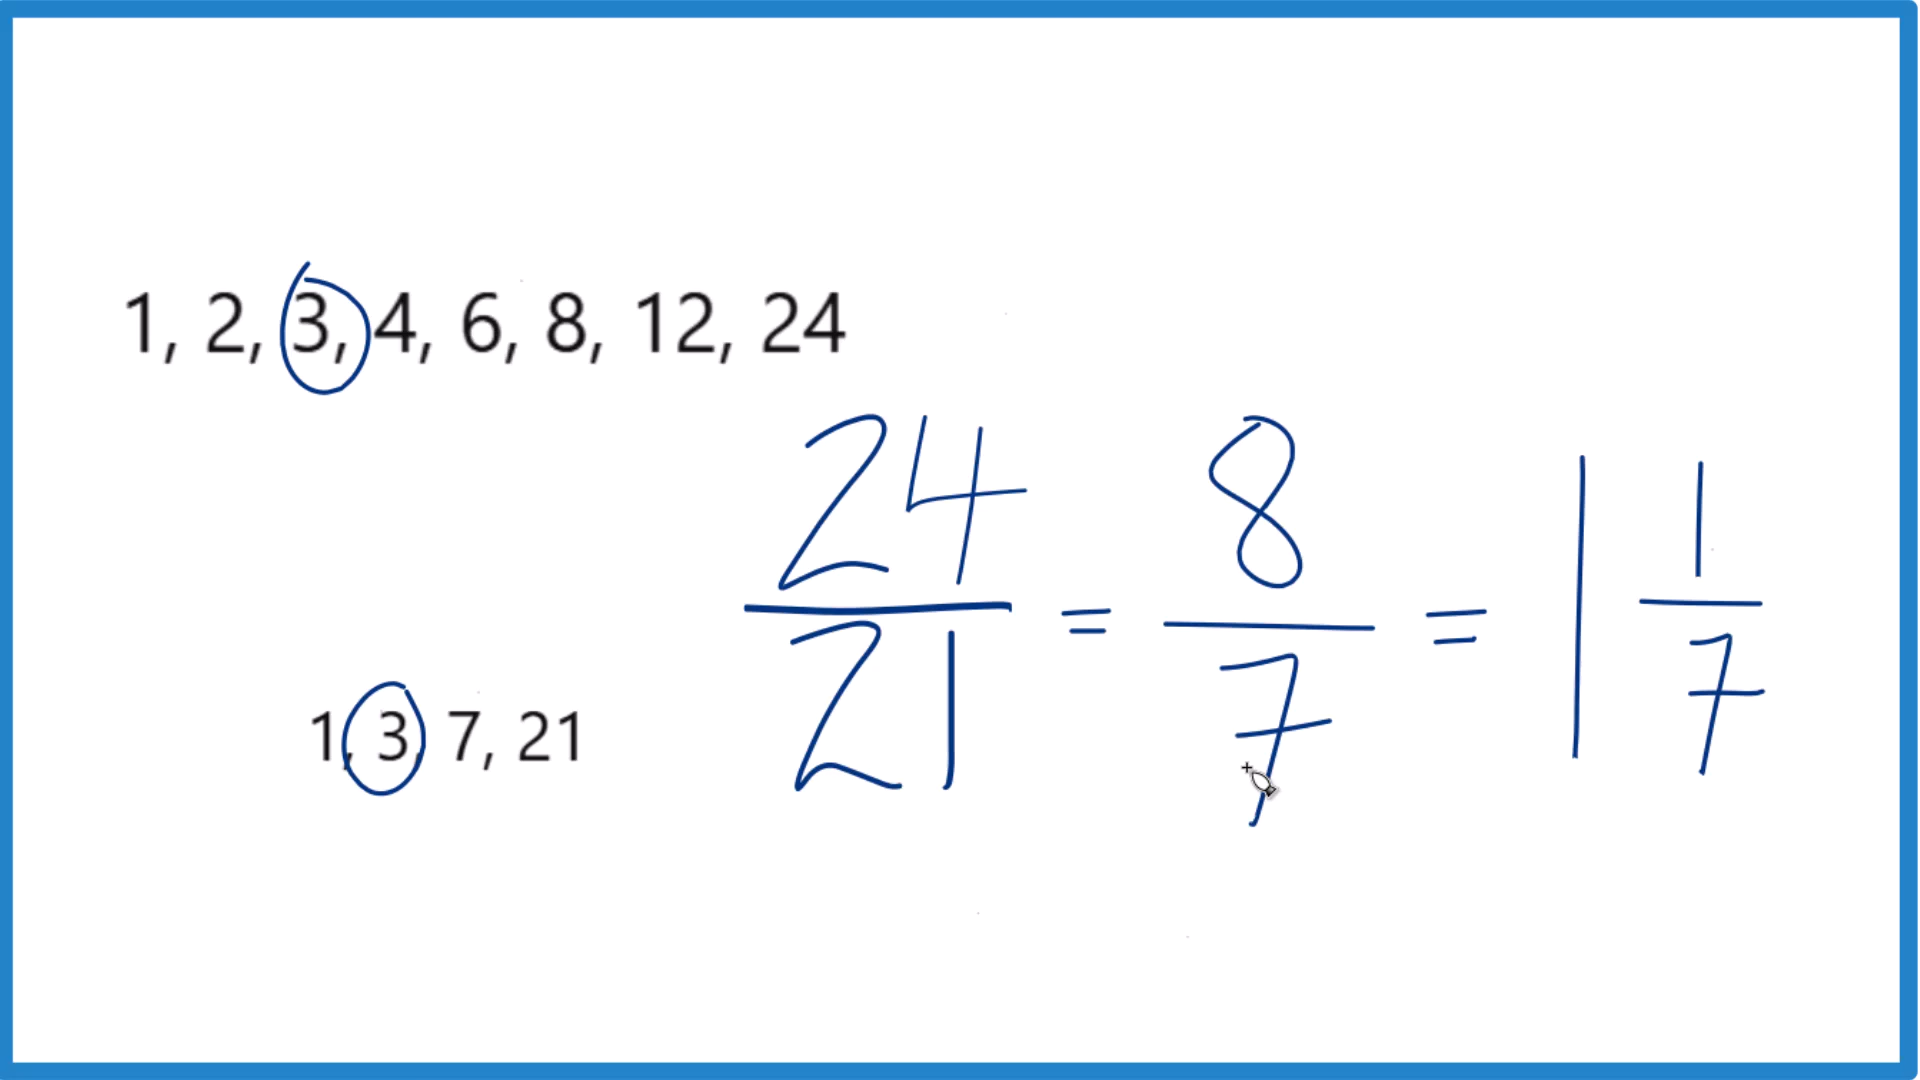 1, 2, 3, 4, 6, 8, 12, 24
24/21 = 8/7 = 1 1/7
1, 3, 7, 21